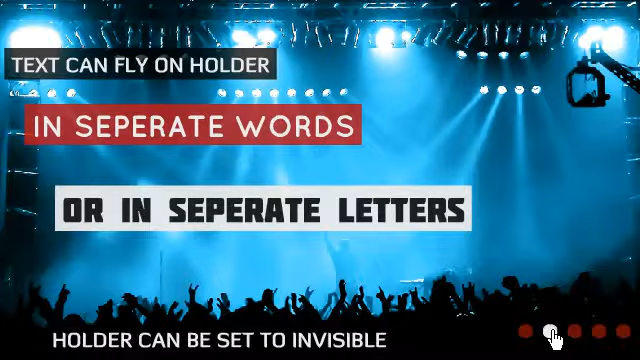 TEXT CAN FLY ON HOLDER
IN SEPERATE WORDS
OR IN SEPERATE LETTERS
HOLDER CAN BE SET TO INVISIBLE